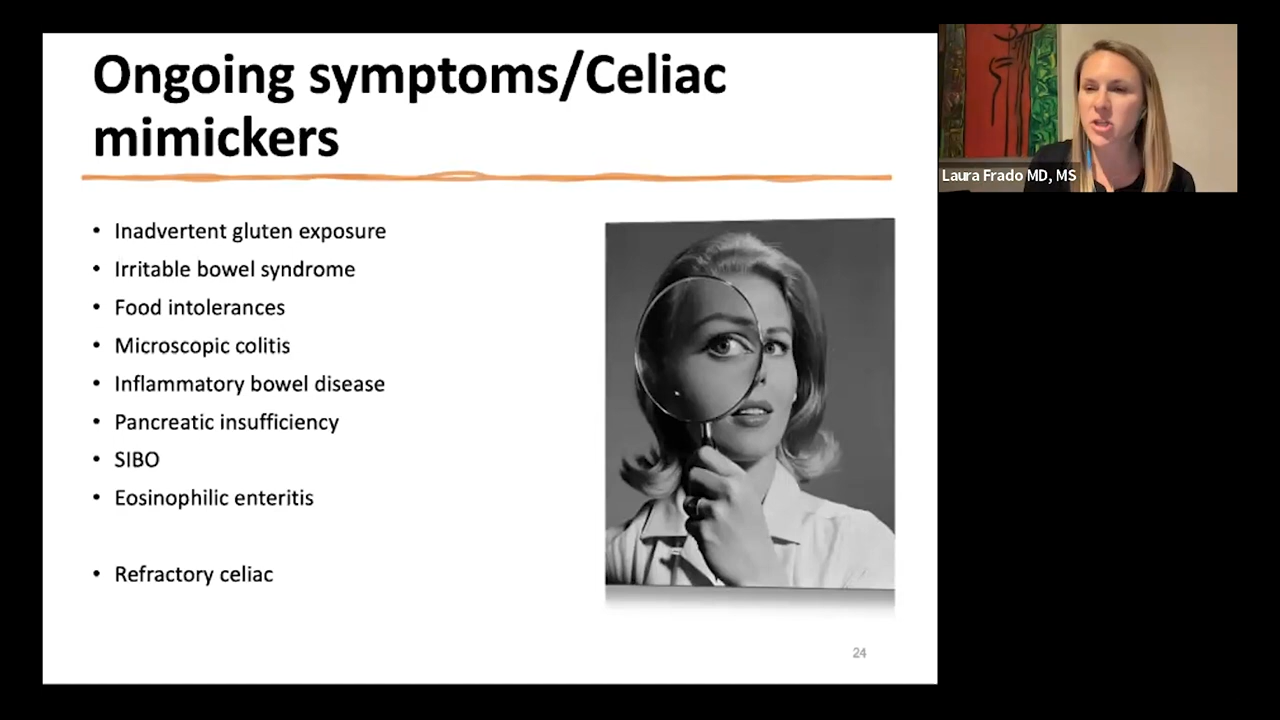 Ongoing symptoms/Celiac
mimickers
• Inadvertent gluten exposure
• Irritable bowel syndrome
• Food intolerances
• Microscopic colitis
• Inflammatory bowel disease
• Pancreatic insufficiency
• SIBO
• Eosinophilic enteritis
• Refractory celiac
24
Laura Frado MD, MS